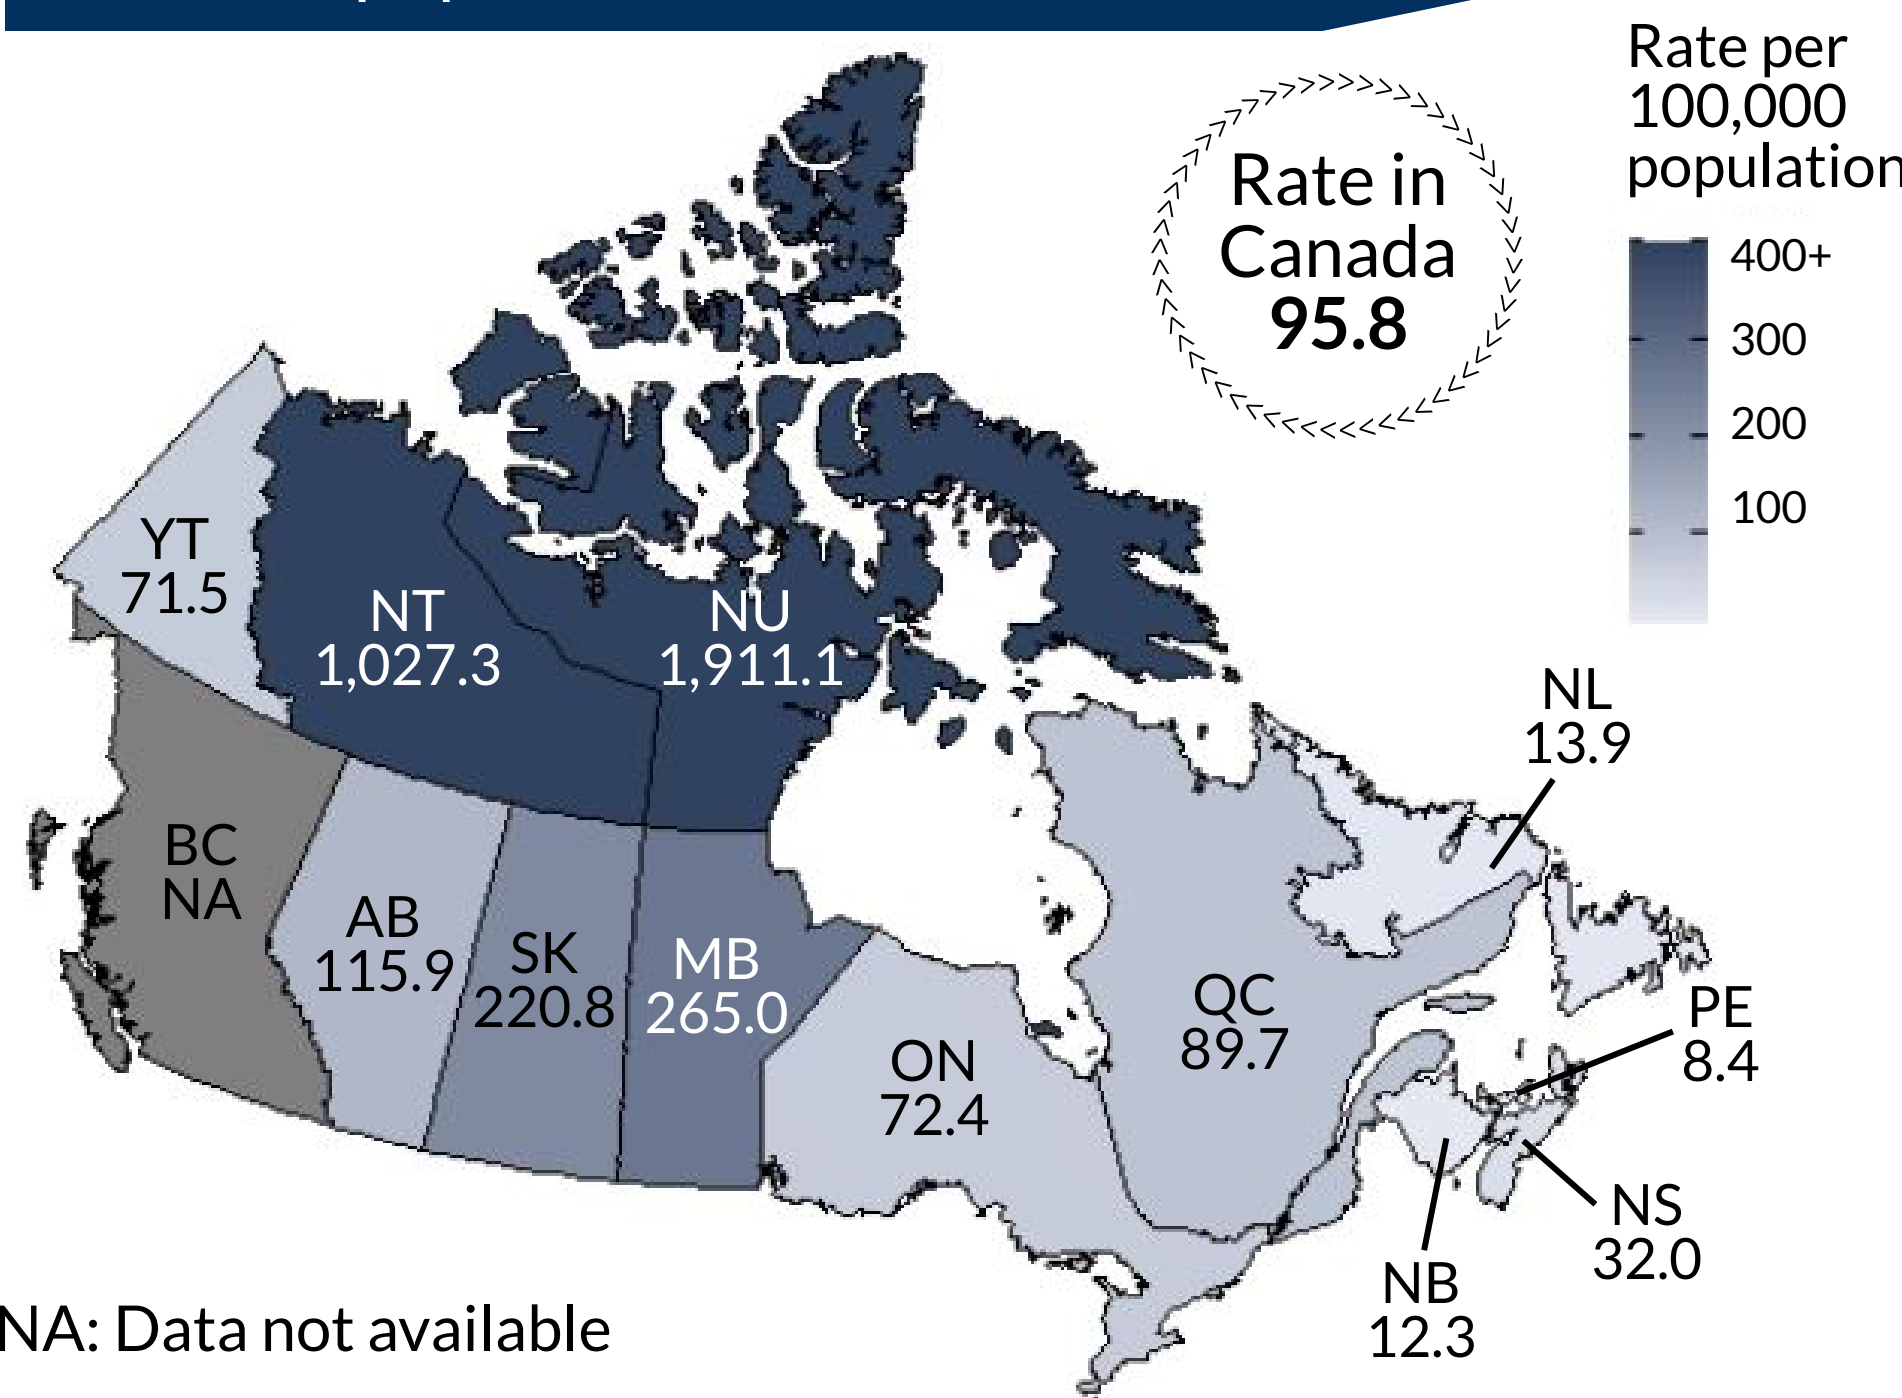 Rate per
100,000
population
400+
300
200
100
Rate in
Canada
95.8
YT
71.5
NT
1,027.3
NU
1,911.1
NL
13.9
BC
NA
AB
115.9
SK
220.8
MB
265.0
QC
89.7
PE
8.4
ON
72.4
NS
32.0
NB
12.3
NA: Data not available